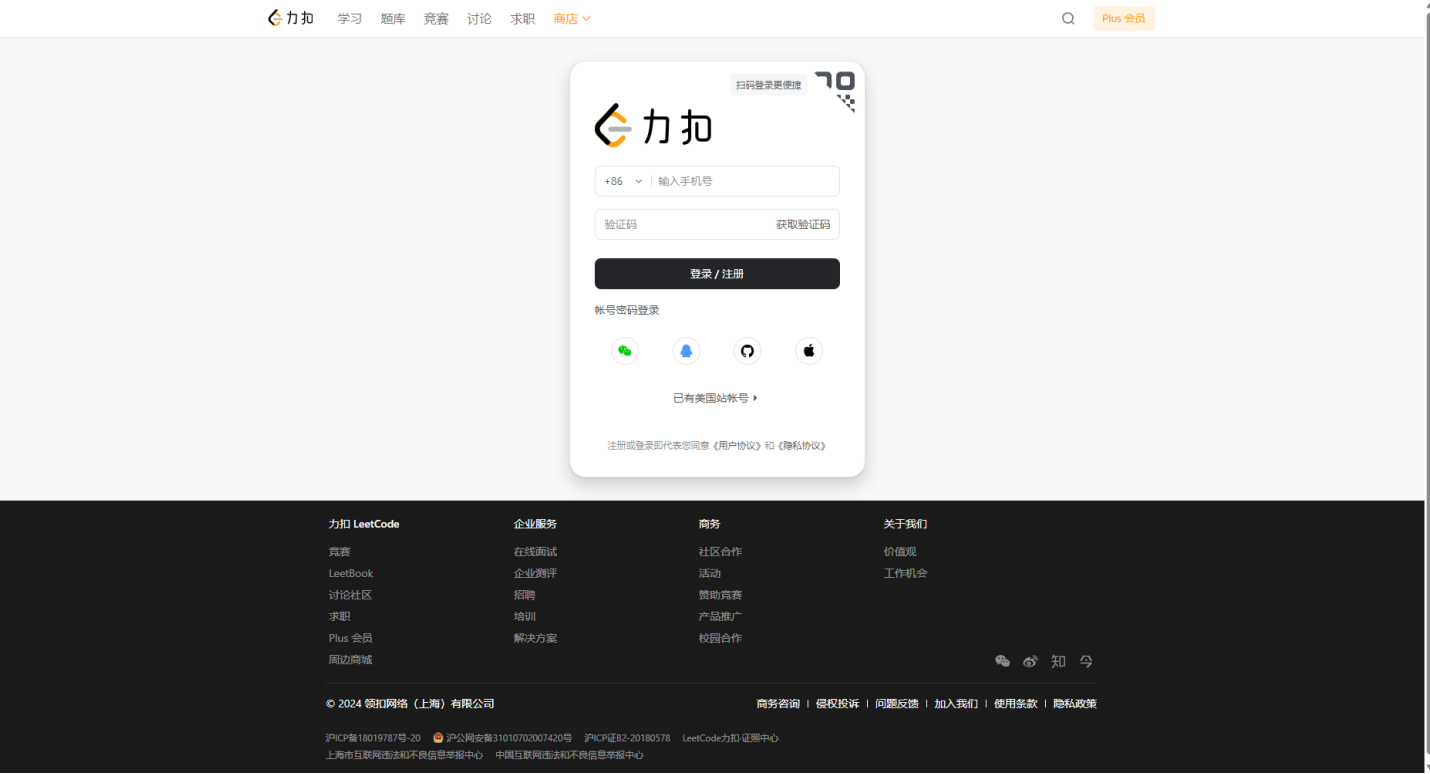 力扣 学习 题库 竞赛 讨论 求职 商店 Plus 会员
扫码登录更便捷
力扣
+86 输入手机号
验证码 获取验证码
登录 / 注册
帐号密码登录
已有美国站帐号
注册或登录即代表您同意《用户协议》和《隐私协议》
力扣 LeetCode 企业服务 商务 关于我们
竞赛 在线面试 社区合作 价值观
LeetBook 企业测评 活动 工作机会
讨论社区 招聘 赞助竞赛
求职 培训 产品推广
Plus 会员 解决方案 校园合作
周边商城 知
© 2024 领扣网络（上海）有限公司 商务咨询 | 侵权投诉 | 问题反馈 | 加入我们 | 使用条款 | 隐私政策
沪ICP备18019787号-20 沪公网安备31010702007420号 沪ICP证B2-20180578 LeetCode力扣·证照中心
上海市互联网违法和不良信息举报中心 中国互联网违法和不良信息举报中心